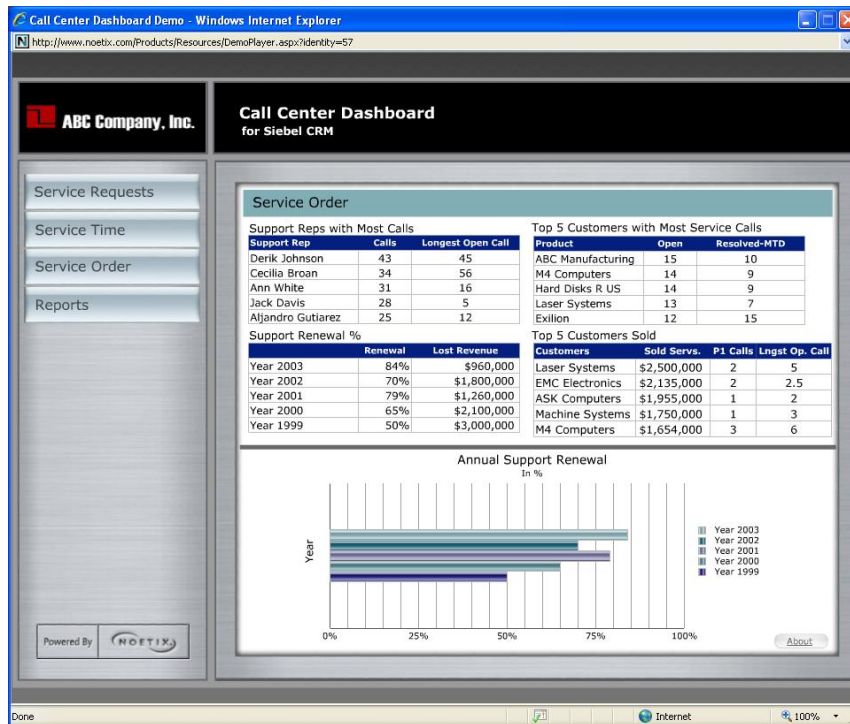 Call Center Dashboard Demo - Windows Internet Explorer
http://www.noetix.com/Products/Resources/DemoPlayer.aspx?identity=57
ABC Company, Inc.
Call Center Dashboard
for Siebel CRM
Service Requests
Service Time
Service Order
Reports
Service Order
Support Reps with Most Calls
Support Rep Calls Longest Open Call
Derik Johnson 43 45
Cecilia Broan 34 56
Ann White 31 16
Jack Davis 28 5
Aljandro Gutiarez 25 12
Top 5 Customers with Most Service Calls
Product Open Resolved-MTD
ABC Manufacturing 15 10
M4 Computers 14 9
Hard Disks R US 14 9
Laser Systems 13 7
Exilion 12 15
Support Renewal %
Renewal Lost Revenue
Year 2003 84% $960,000
Year 2002 70% $1,800,000
Year 2001 79% $1,260,000
Year 2000 65% $2,100,000
Year 1999 50% $3,000,000
Top 5 Customers Sold
Customers Sold Servs. P1 Calls Lngst Op. Call
Laser Systems $2,500,000 2 5
EMC Electronics $2,135,000 2 2.5
ASK Computers $1,955,000 1 2
Machine Systems $1,750,000 1 3
M4 Computers $1,654,000 3 6
Annual Support Renewal
In %
Year
Year 2003
Year 2002
Year 2001
Year 2000
Year 1999
0% 25% 50% 75% 100%
About
Powered By NOETIX
Done Internet 100%